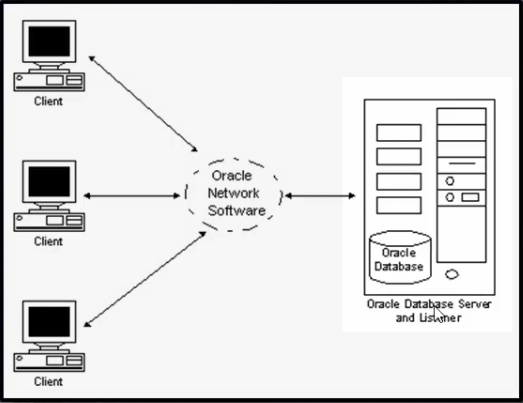 Client
Client
Client
Oracle
Network
Software
Oracle
Database
Oracle Database Server
and Listener